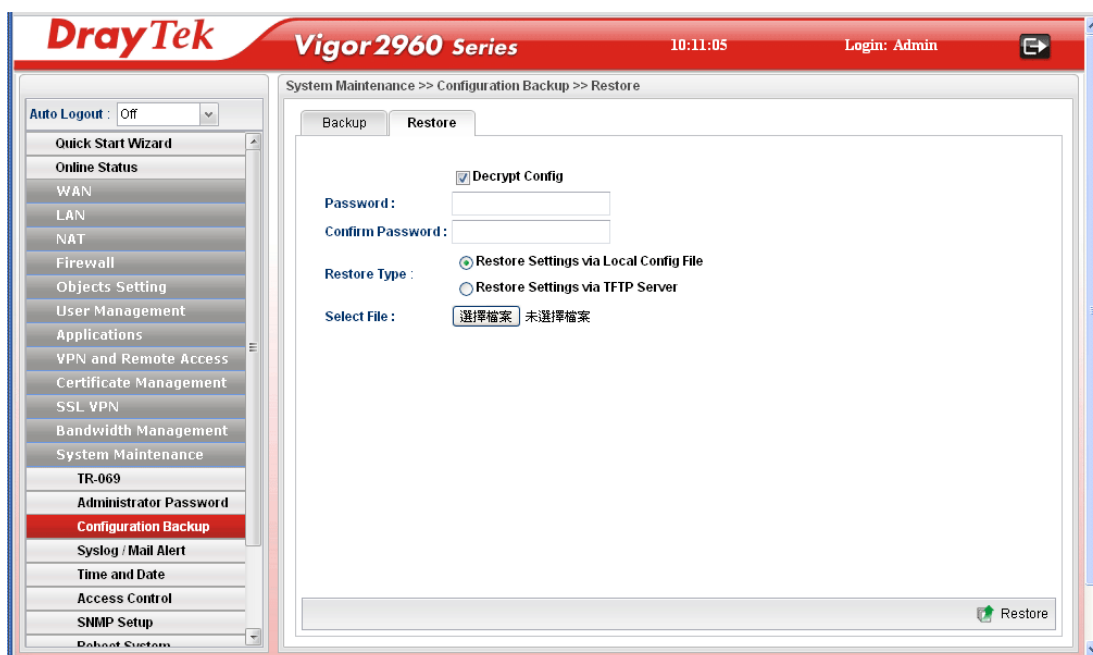 DrayTek
Vigor2960 Series
10:11:05
Login: Admin
Auto Logout : Off
Quick Start Wizard
Online Status
WAN
LAN
NAT
Firewall
Objects Setting
User Management
Applications
VPN and Remote Access
Certificate Management
SSL VPN
Bandwidth Management
System Maintenance
TR-069
Administrator Password
Configuration Backup
Syslog / Mail Alert
Time and Date
Access Control
SNMP Setup
Reboot System
System Maintenance >> Configuration Backup >> Restore
Backup
Restore
Decrypt Config
Password :
Confirm Password :
Restore Type :
Restore Settings via Local Config File
Restore Settings via TFTP Server
Select File :
選擇檔案 未選擇檔案
Restore